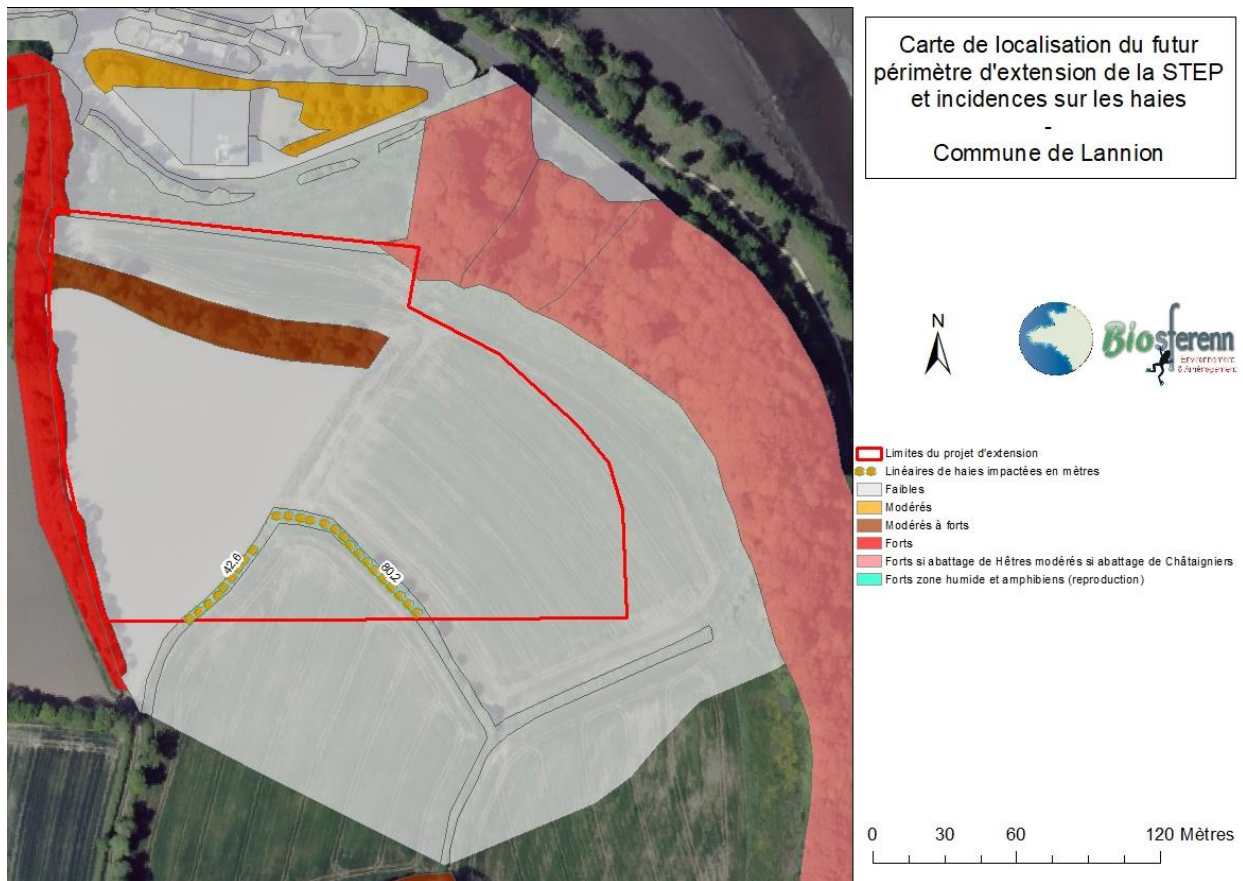 Carte de localisation du futur
périmètre d'extension de la STEP
et incidences sur les haies
-
Commune de Lannion
N
Biosferenn
Environnement
& Aménagement
Limites du projet d'extension
Linéaires de haies impactées en mètres
Faibles
Modérés
Modérés à forts
Forts
Forts si abattage de Hêtres modérés si abattage de Châtaigniers
Forts zone humide et amphibiens (reproduction)
42.6
80.2
0 30 60 120 Mètres